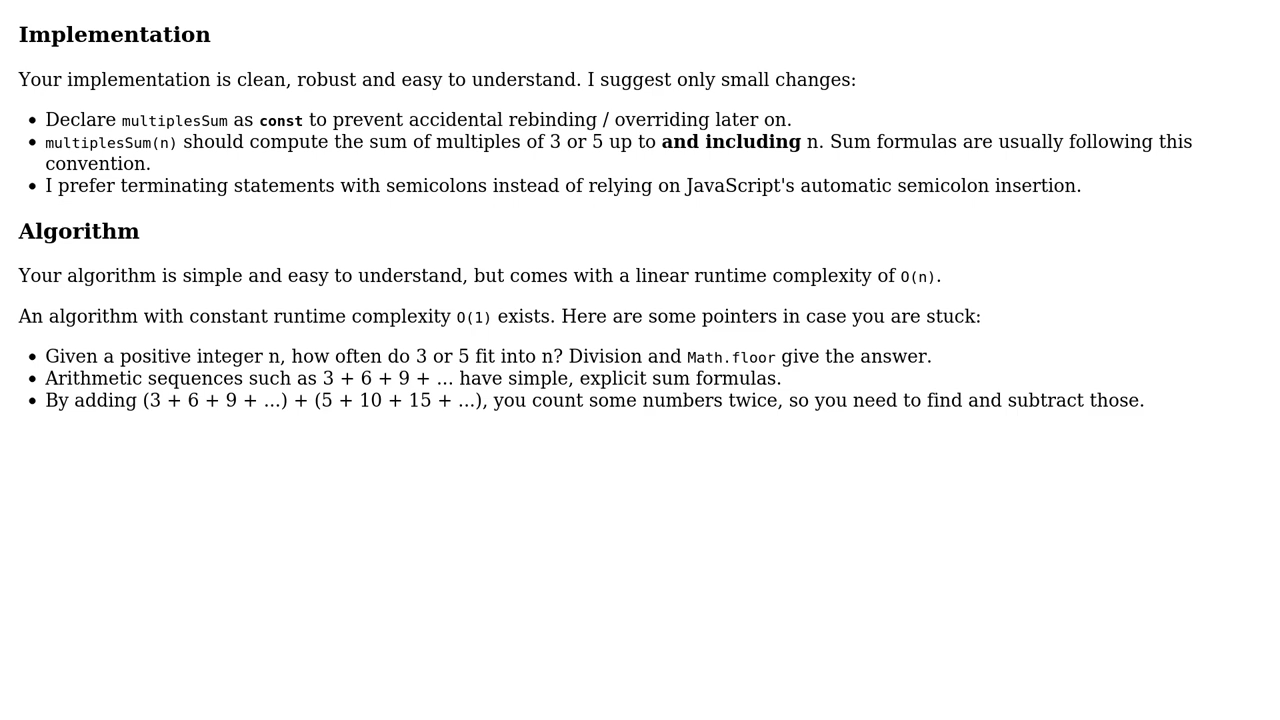 Implementation
Your implementation is clean, robust and easy to understand. I suggest only small changes:
• Declare multiplesSum as const to prevent accidental rebinding / overriding later on.
• multiplesSum(n) should compute the sum of multiples of 3 or 5 up to and including n. Sum formulas are usually following this
convention.
• I prefer terminating statements with semicolons instead of relying on JavaScript's automatic semicolon insertion.
Algorithm
Your algorithm is simple and easy to understand, but comes with a linear runtime complexity of O(n).
An algorithm with constant runtime complexity O(1) exists. Here are some pointers in case you are stuck:
• Given a positive integer n, how often do 3 or 5 fit into n? Division and Math.floor give the answer.
• Arithmetic sequences such as 3 + 6 + 9 + ... have simple, explicit sum formulas.
• By adding (3 + 6 + 9 + ...) + (5 + 10 + 15 + ...), you count some numbers twice, so you need to find and subtract those.